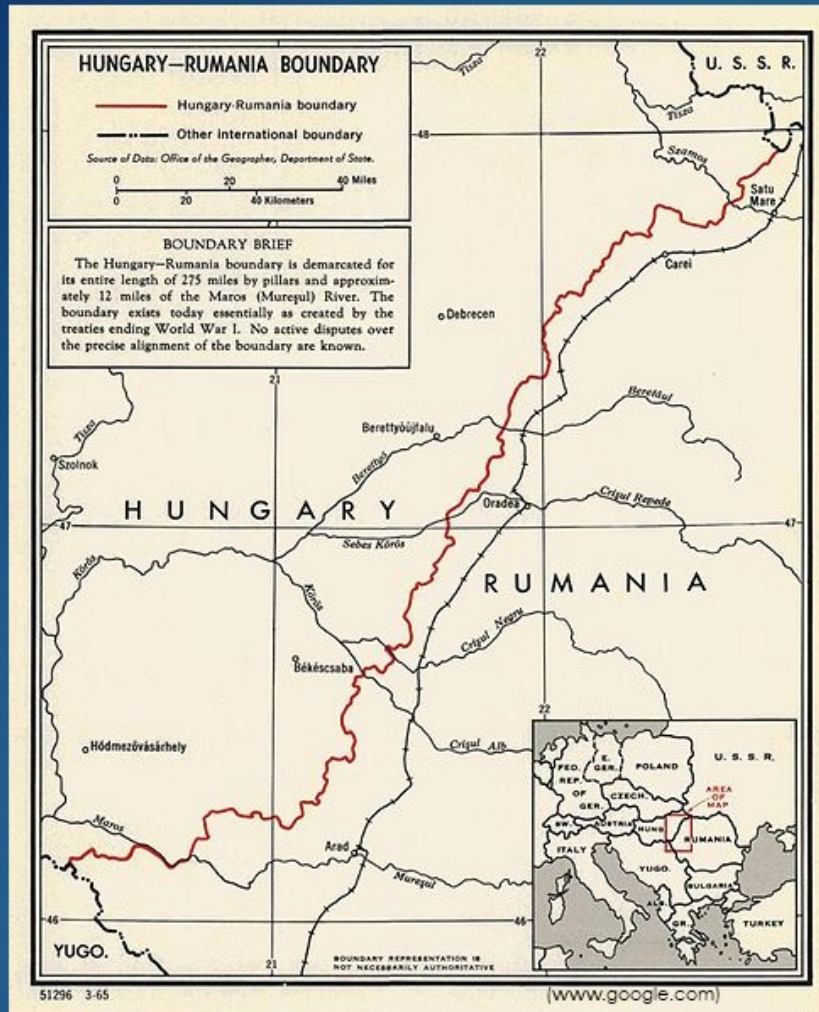 HUNGARY—RUMANIA BOUNDARY
Hungary-Rumania boundary
Other international boundary
Source of Data: Office of the Geographer, Department of State.
0 20 40 Miles
0 20 40 Kilometers
BOUNDARY BRIEF
The Hungary—Rumania boundary is demarcated for
its entire length of 275 miles by pillars and approxim-
ately 12 miles of the Maros (Mureşul) River. The
boundary exists today essentially as created by the
treaties ending World War I. No active disputes over
the precise alignment of the boundary are known.
Tisza
22
U. S. S. R.
Tisza
48
Szamos
Satu
Mare
Carei
Debrecen
21
Tisza
Szolnok
Berettyóújfalu
Berettyó
Beretăul
HUNGARY
Oradea
Crişul Repede
47
47
Sebes Körös
Körös
Körös
RUMANIA
Crişul Negru
Békéscsaba
22
Hódmezővásárhely
Crişul Alb
Maros
Arad
Mureşul
46
46
YUGO.
21
BOUNDARY REPRESENTATION IS
NOT NECESSARILY AUTHORITATIVE
FED.
REP.
OF
GER.
E.
GER.
POLAND
U. S. S. R.
CZECH.
AREA
OF
MAP
SW.
AUSTRIA
HUNG.
RUMANIA
ITALY
YUGO.
BULGARIA
ALB.
GR.
TURKEY
51296 3-65
(www.google.com)